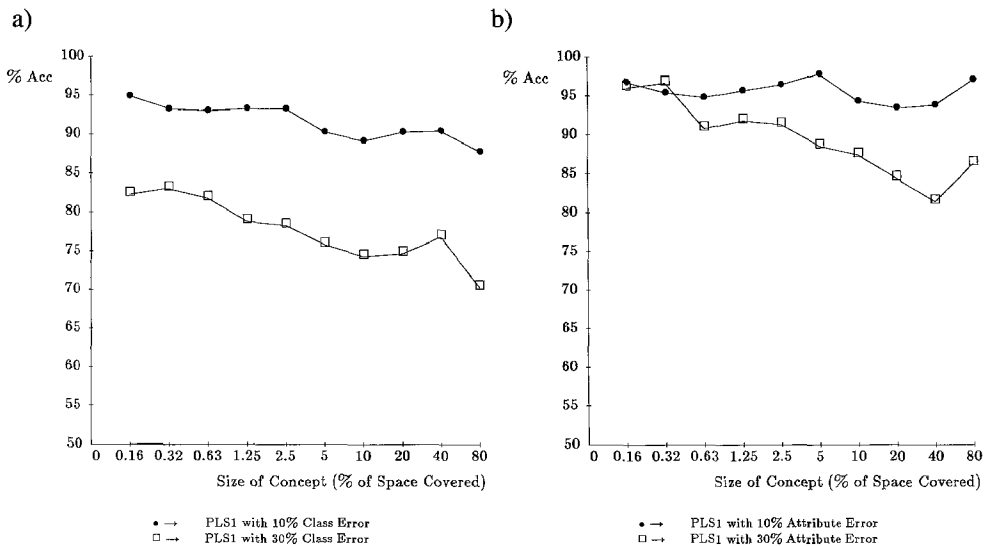 a)
% Acc
100
95
90
85
80
75
70
65
60
55
50
0 0.16 0.32 0.63 1.25 2.5 5 10 20 40 80
Size of Concept (% of Space Covered)
● → PLS1 with 10% Class Error
□ → PLS1 with 30% Class Error
b)
% Acc
100
95
90
85
80
75
70
65
60
55
50
0 0.16 0.32 0.63 1.25 2.5 5 10 20 40 80
Size of Concept (% of Space Covered)
● → PLS1 with 10% Attribute Error
□ → PLS1 with 30% Attribute Error